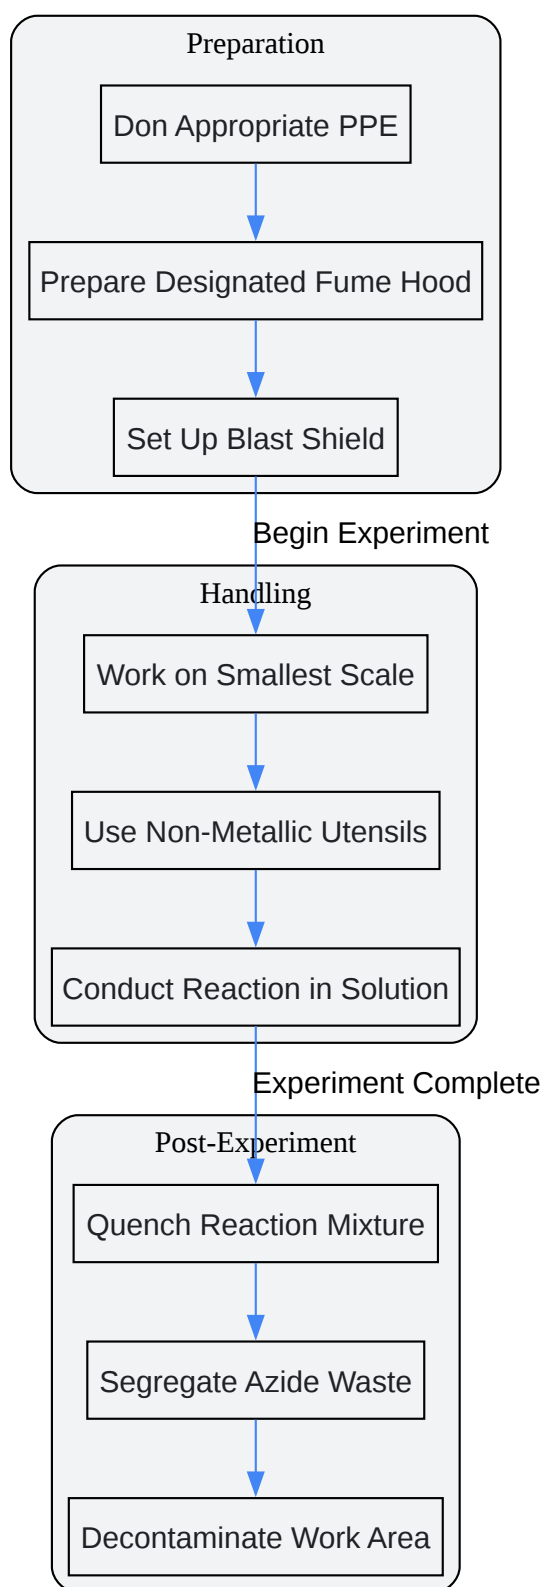 Preparation
Don Appropriate PPE
Prepare Designated Fume Hood
Set Up Blast Shield
Begin Experiment
Handling
Work on Smallest Scale
Use Non-Metallic Utensils
Conduct Reaction in Solution
Experiment Complete
Post-Experiment
Quench Reaction Mixture
Segregate Azide Waste
Decontaminate Work Area